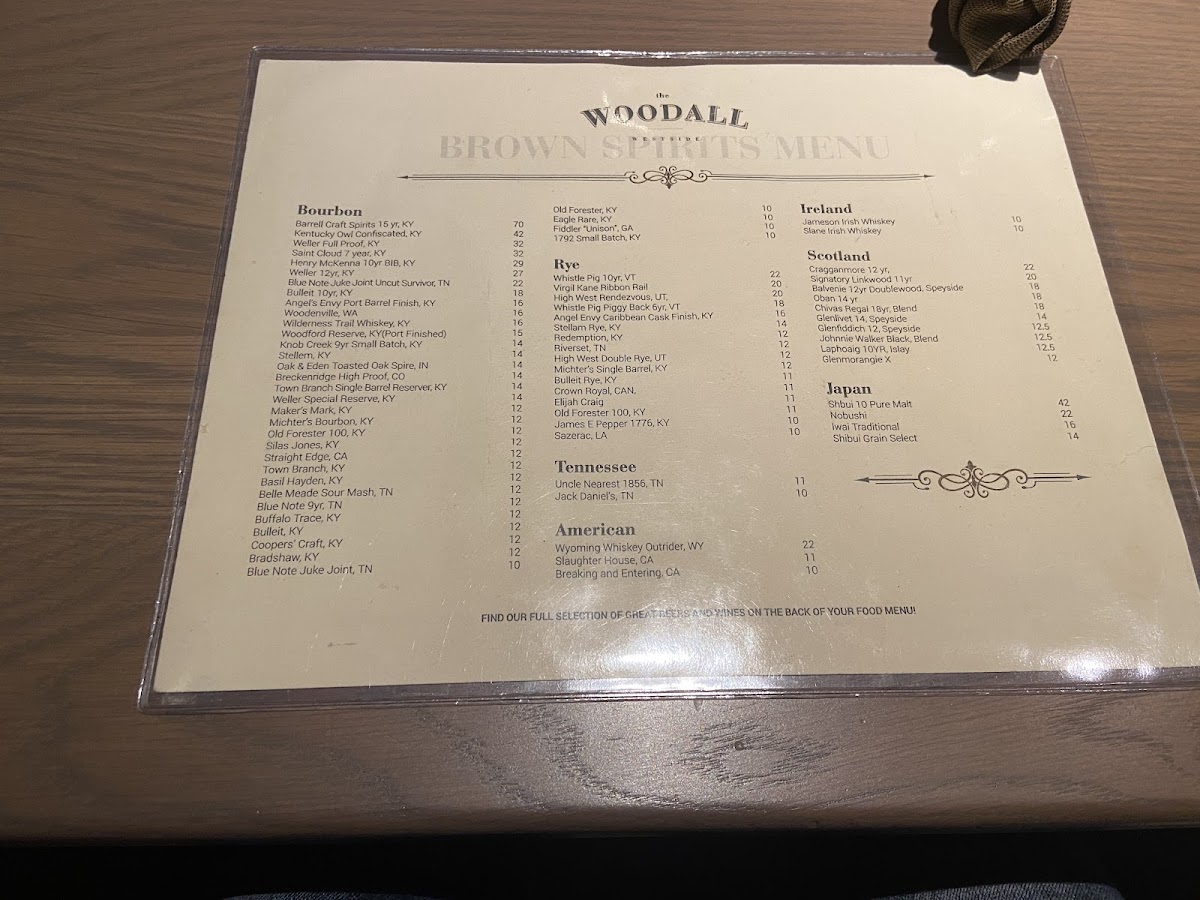 the
WOODALL
WESTSIDE
BROWN SPIRITS MENU
Bourbon
Barrell Craft Spirits 15 yr, KY 70
Kentucky Owl Confiscated, KY 42
Weller Full Proof, KY 32
Saint Cloud 7 year, KY 32
Henry McKenna 10yr BIB, KY 29
Weller 12yr, KY 27
Blue Note Juke Joint Uncut Survivor, TN 22
Bulleit 10yr, KY 18
Angel's Envy Port Barrel Finish, KY 16
Woodenville, WA 16
Wilderness Trail Whiskey, KY 16
Woodford Reserve, KY(Port Finished) 15
Knob Creek 9yr Small Batch, KY 14
Stellem, KY 14
Oak & Eden Toasted Oak Spire, IN 14
Breckenridge High Proof, CO 14
Town Branch Single Barrel Reserver, KY 14
Weller Special Reserve, KY 14
Maker's Mark, KY 12
Michter's Bourbon, KY 12
Old Forester 100, KY 12
Silas Jones, KY 12
Straight Edge, CA 12
Town Branch, KY 12
Basil Hayden, KY 12
Belle Meade Sour Mash, TN 12
Blue Note 9yr, TN 12
Buffalo Trace, KY 12
Bulleit, KY 12
Coopers' Craft, KY 12
Bradshaw, KY 12
Blue Note Juke Joint, TN 10
Old Forester, KY 10
Eagle Rare, KY 10
Fiddler "Unison", GA 10
1792 Small Batch, KY 10
Rye
Whistle Pig 10yr, VT 22
Virgil Kane Ribbon Rail 20
High West Rendezvous, UT, 20
Whistle Pig Piggy Back 6yr, VT 18
Angel Envy Caribbean Cask Finish, KY 16
Stellam Rye, KY 14
Redemption, KY 12
Riverset, TN 12
High West Double Rye, UT 12
Michter's Single Barrel, KY 12
Bulleit Rye, KY 11
Crown Royal, CAN, 11
Elijah Craig 11
Old Forester 100, KY 11
James E Pepper 1776, KY 10
Sazerac, LA 10
Tennessee
Uncle Nearest 1856, TN 11
Jack Daniel's, TN 10
American
Wyoming Whiskey Outrider, WY 22
Slaughter House, CA 11
Breaking and Entering, CA 10
Ireland
Jameson Irish Whiskey 10
Slane Irish Whiskey 10
Scotland
Cragganmore 12 yr, 22
Signatory Linkwood 11yr 20
Balvenie 12yr Doublewood, Speyside 18
Oban 14 yr 18
Chivas Regal 18yr, Blend 18
Glenlivet 14, Speyside 14
Glenfiddich 12, Speyside 12.5
Johnnie Walker Black, Blend 12.5
Laphoaig 10YR, Islay 12.5
Glenmorangie X 12
Japan
Shbui 10 Pure Malt 42
Nobushi 22
Iwai Traditional 16
Shibui Grain Select 14
FIND OUR FULL SELECTION OF GREAT BEERS AND WINES ON THE BACK OF YOUR FOOD MENU!